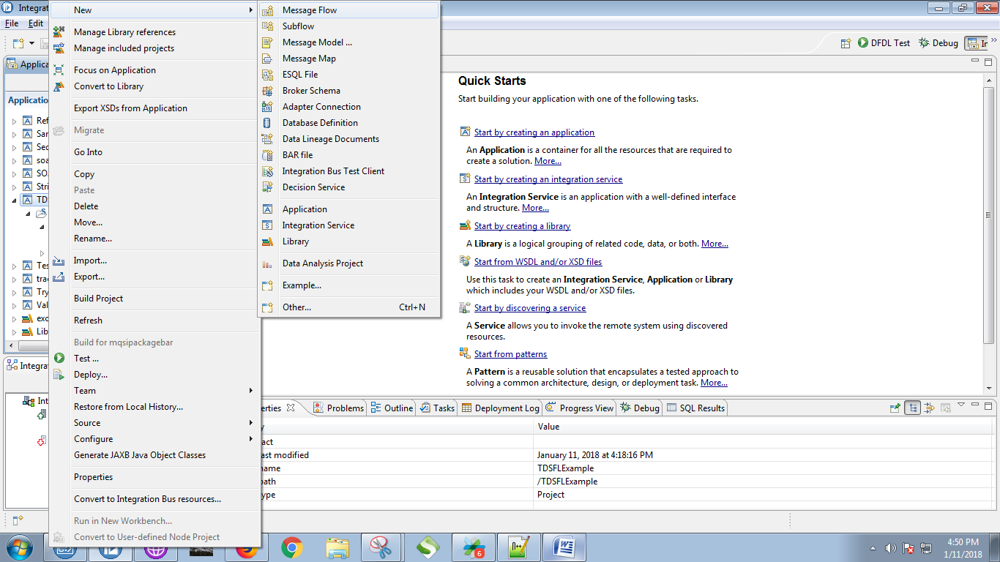 Integrat
File Edit
New
Manage Library references
Manage included projects
Focus on Application
Convert to Library
Export XSDs from Application
Migrate
Go Into
Copy
Paste
Delete
Move...
Rename...
Import...
Export...
Build Project
Refresh
Build for mqsipackagebar
Test ...
Deploy...
Team
Restore from Local History...
Source
Configure
Generate JAXB Java Object Classes
Properties
Convert to Integration Bus resources...
Run in New Workbench...
Convert to User-defined Node Project
Message Flow
Subflow
Message Model ...
Message Map
ESQL File
Broker Schema
Adapter Connection
Database Definition
Data Lineage Documents
BAR file
Integration Bus Test Client
Decision Service
Application
Integration Service
Library
Data Analysis Project
Example...
Other... Ctrl+N
DFDL Test Debug In
Applica
Applicatio
Ref
Sar
Sec
soa
SO
Stri
TD
Tes
trac
Try
Val
exc
Lib
Integrat
Int
Quick Starts
Start building your application with one of the following tasks.
Start by creating an application
An Application is a container for all the resources that are required to
create a solution. More...
Start by creating an integration service
An Integration Service is an application with a well-defined interface
and structure. More...
Start by creating a library
A Library is a logical grouping of related code, data, or both. More...
Start from WSDL and/or XSD files
Use this task to create an Integration Service, Application or Library
which includes your WSDL and/or XSD files.
Start by discovering a service
A Service allows you to invoke the remote system using discovered
resources.
Start from patterns
A Pattern is a reusable solution that encapsulates a tested approach to
solving a common architecture, design, or deployment task. More...
erties Problems Outline Tasks Deployment Log Progress View Debug SQL Results
y Value
act
last modified January 11, 2018 at 4:18:16 PM
name TDSFLExample
path /TDSFLExample
ype Project
6
4:50 PM
1/11/2018